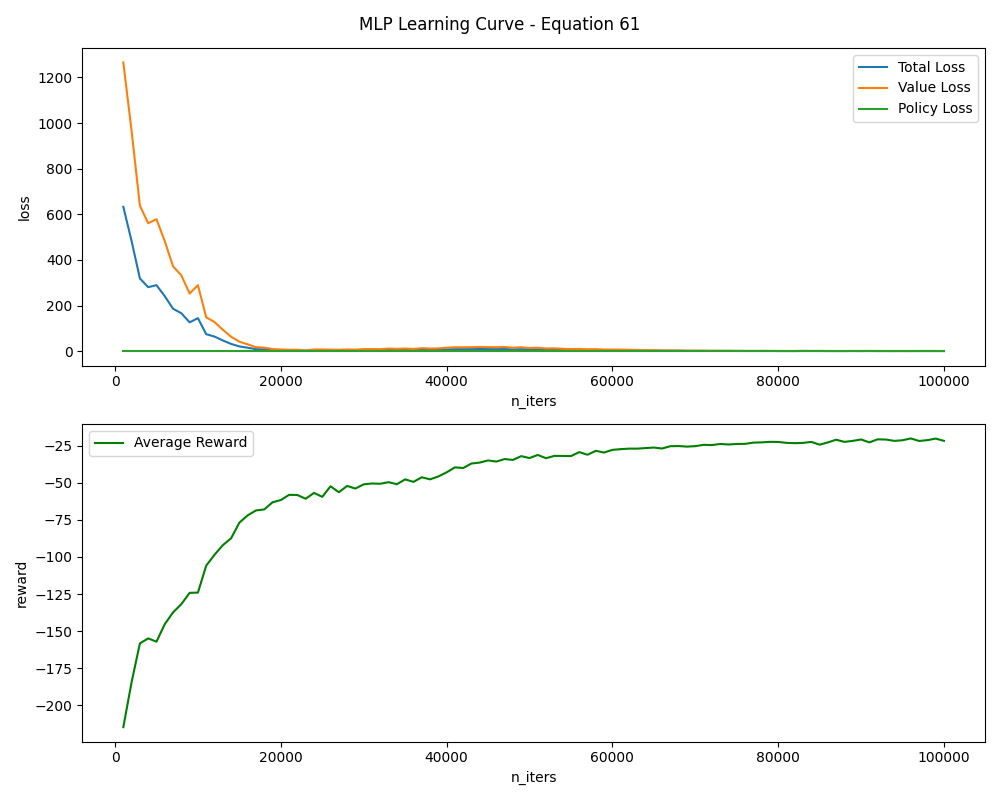 MLP Learning Curve - Equation 61
Total Loss
Value Loss
Policy Loss
1200
1000
800
600
400
200
0
loss
0 20000 40000 60000 80000 100000
n_iters
Average Reward
−25
−50
−75
−100
−125
−150
−175
−200
reward
0 20000 40000 60000 80000 100000
n_iters